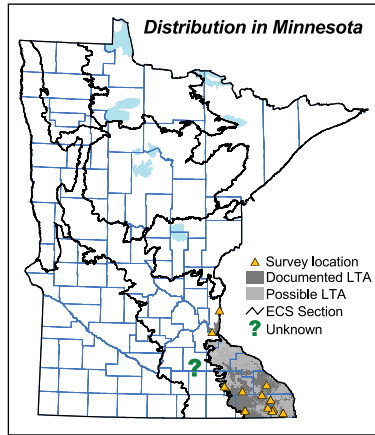 Distribution in Minnesota
Survey location
Documented LTA
Possible LTA
ECS Section
? Unknown
?